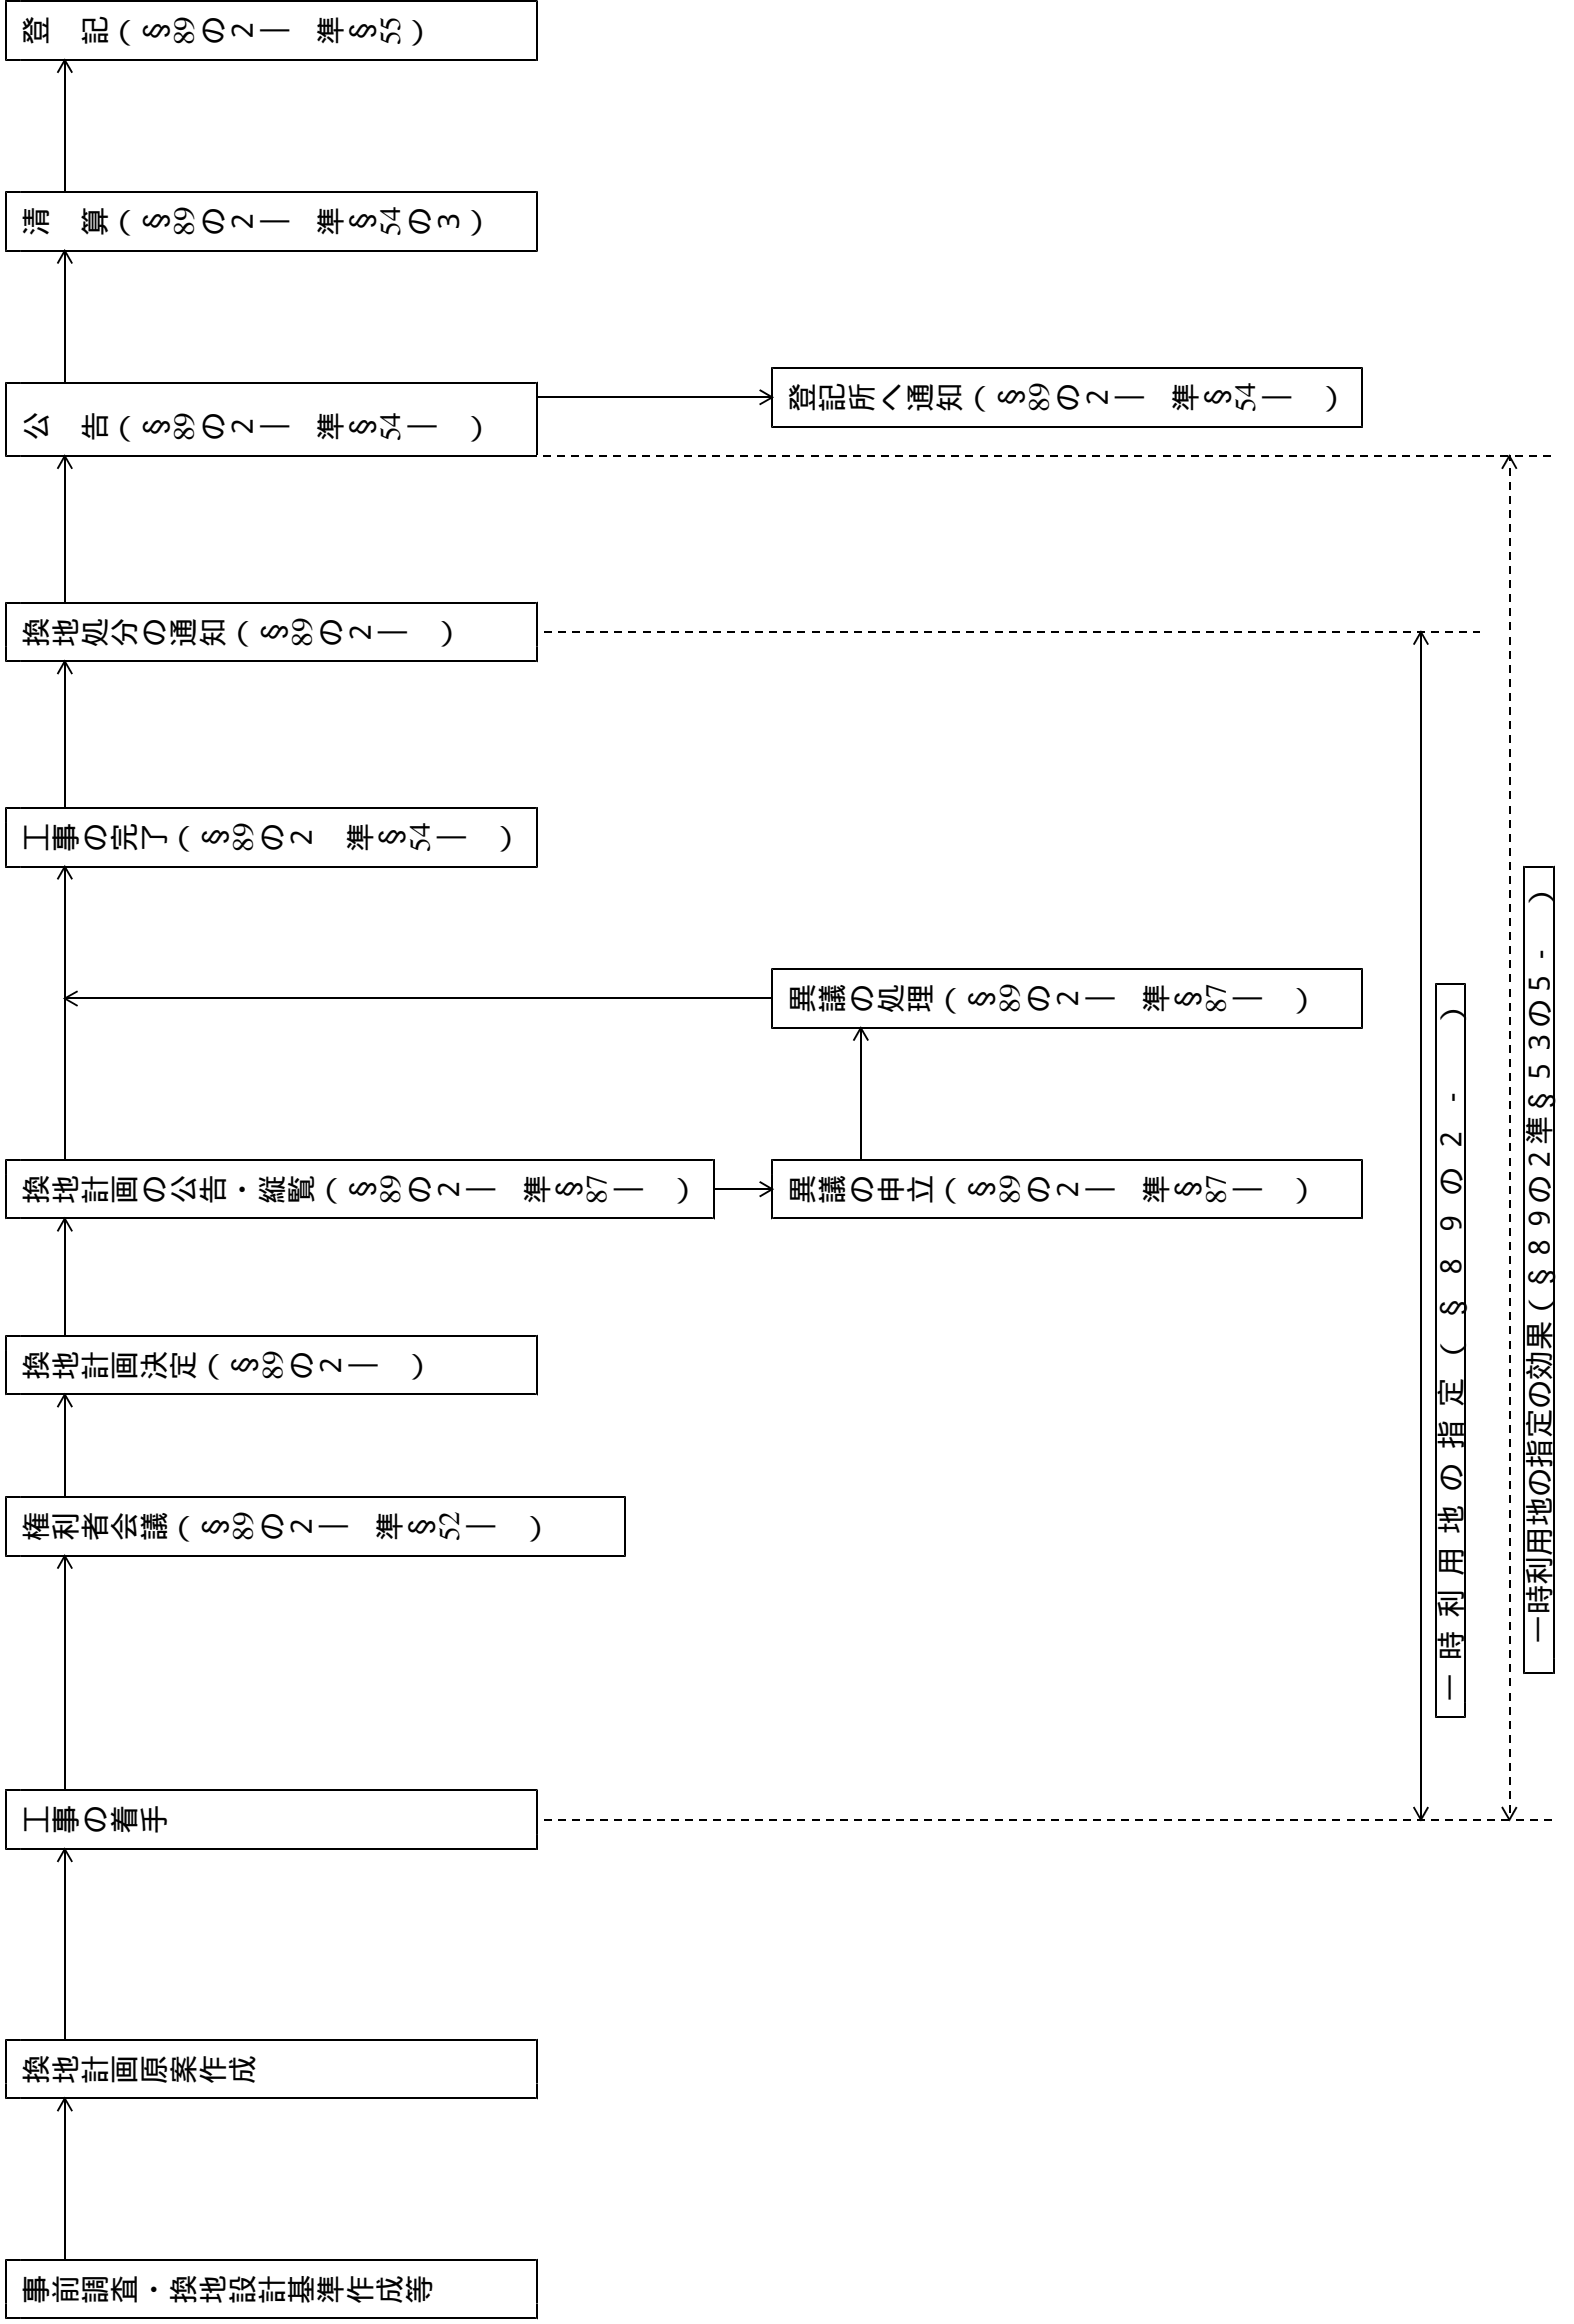 事前調査・換地設計基準作成等
換地計画原案作成
工事の着手
権利者会議(§89の2― 準§52― )
換地計画決定(§89の2― )
換地計画の公告・縦覧(§89の2― 準§87― )
異議の申立(§89の2― 準§87― )
異議の処理(§89の2― 準§87― )
工事の完了(§89の2 準§54― )
換地処分の通知(§89の2― )
公 告(§89の2― 準§54― )
登記所へ通知(§89の2― 準§54― )
清 算(§89の2― 準§54の3)
登 記(§89の2― 準§55)
一時利用地の指定(§89の2- )
一時利用地の指定の効果(§89の2準§53の5- )